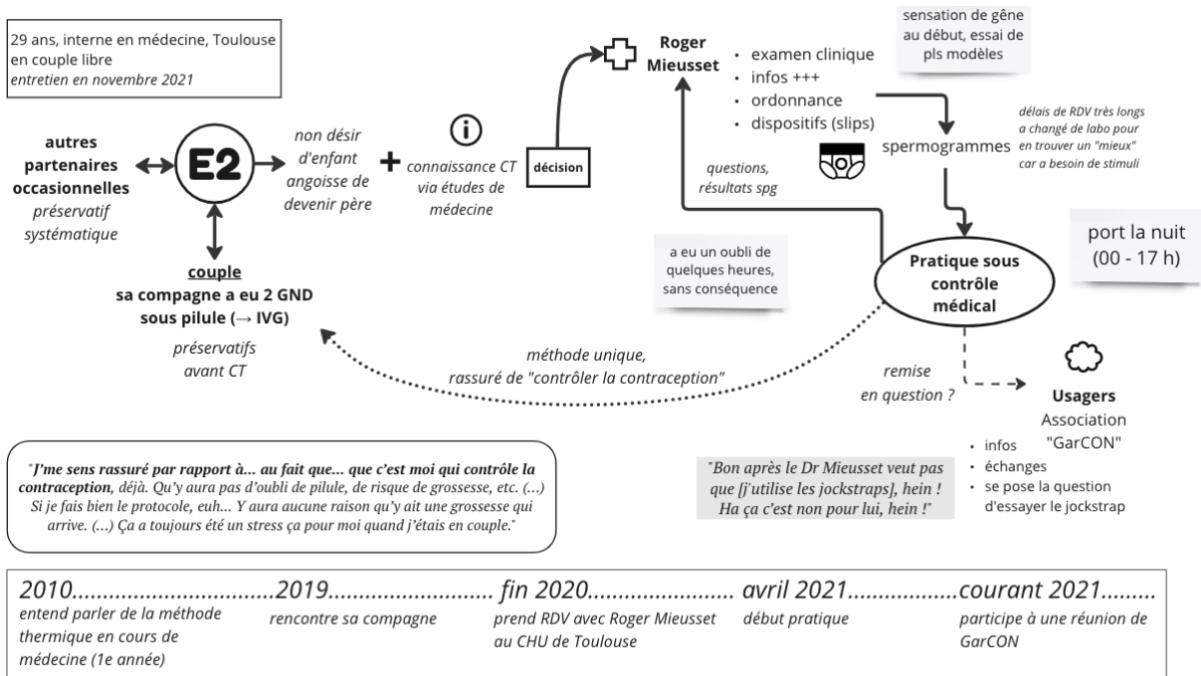 29 ans, interne en médecine, Toulouse
en couple libre
entretien en novembre 2021
autres
partenaires
occasionnelles
préservatif
systématique
E2
non désir
d'enfant
angoisse de
devenir père
+
i
connaissance CT
via études de
médecine
décision
Roger
Mieusset
• examen clinique
• infos +++
• ordonnance
• dispositifs (slips)
sensation de gêne
au début, essai de
pls modèles
spermogrammes
délais de RDV très longs
a changé de labo pour
en trouver un "mieux"
car a besoin de stimuli
questions,
résultats spg
a eu un oubli de
quelques heures,
sans conséquence
Pratique sous
contrôle
médical
port la nuit
(00 - 17 h)
couple
sa compagne a eu 2 GND
sous pilule (→ IVG)
préservatifs
avant CT
méthode unique,
rassuré de "contrôler la contraception"
remise
en question ?
Usagers
Association
"GarCON"
• infos
• échanges
• se pose la question
d'essayer le jockstrap
"J'me sens rassuré par rapport à... au fait que... que c'est moi qui contrôle la
contraception, déjà. Qu'y aura pas d'oubli de pilule, de risque de grossesse, etc. (...)
Si je fais bien le protocole, euh... Y aura aucune raison qu'y ait une grossesse qui
arrive. (...) Ça a toujours été un stress ça pour moi quand j'étais en couple."
"Bon après le Dr Mieusset veut pas
que [j'utilise les jockstraps], hein !
Ha ça c'est non pour lui, hein !"
2010..............................2019....................... fin 2020..................... avril 2021................courant 2021........
entend parler de la méthode
thermique en cours de
médecine (1e année)
rencontre sa compagne
prend RDV avec Roger Mieusset
au CHU de Toulouse
début pratique
participe à une réunion de
GarCON